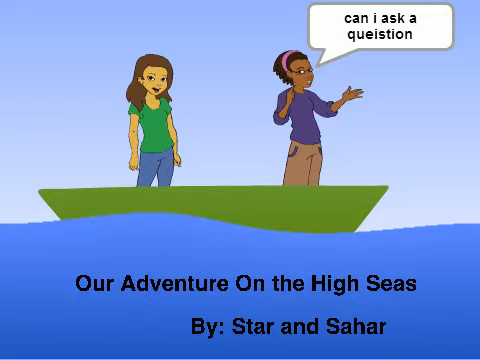 can i ask a
queistion
Our Adventure On the High Seas
By: Star and Sahar